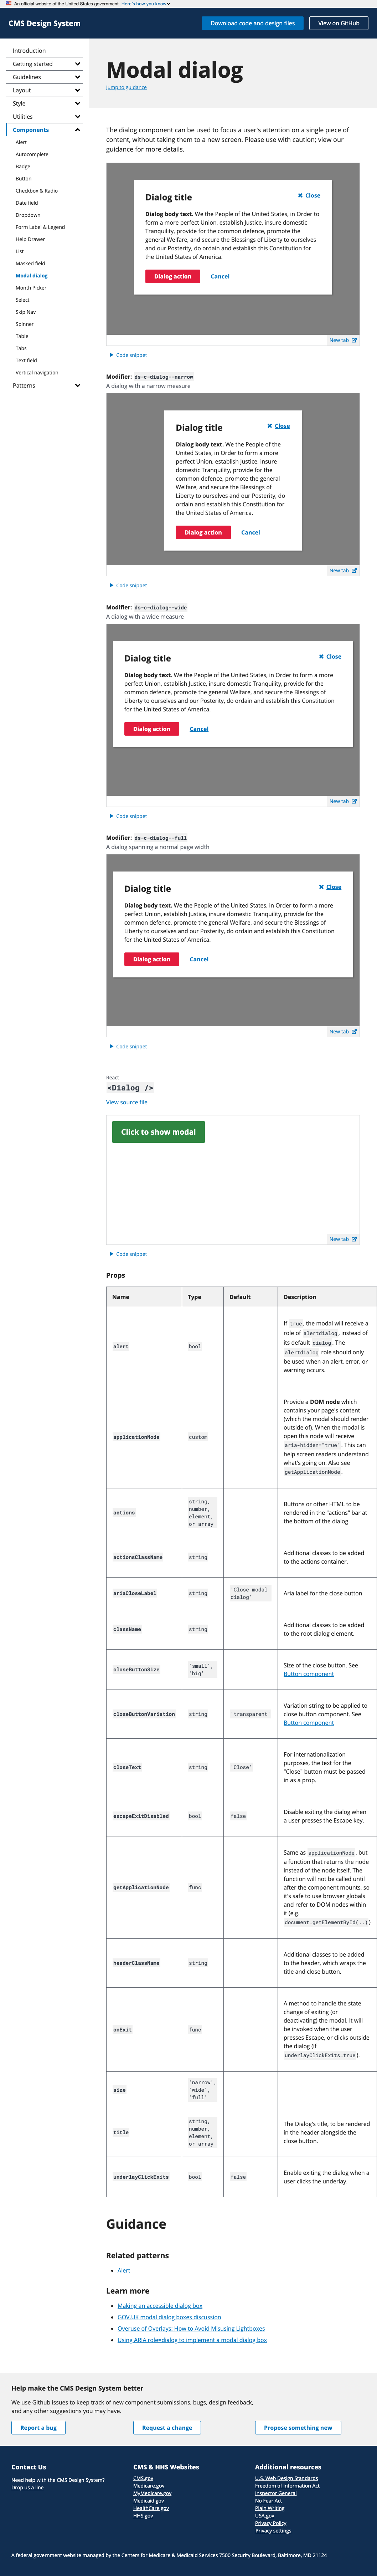 An official website of the United States government Here's how you know
CMS Design System
Download code and design files
View on GitHub
Introduction
Getting started
Guidelines
Layout
Style
Utilities
Components
Alert
Autocomplete
Badge
Button
Checkbox & Radio
Date field
Dropdown
Form Label & Legend
Help Drawer
List
Masked field
Modal dialog
Month Picker
Select
Skip Nav
Spinner
Table
Tabs
Text field
Vertical navigation
Patterns
Modal dialog
Jump to guidance
The dialog component can be used to focus a user's attention on a single piece of
content, without taking them to a new screen. Please use with caution; view our
guidance for more details.
Dialog title
Close
Dialog body text. We the People of the United States, in Order to form
a more perfect Union, establish Justice, insure domestic
Tranquility, provide for the common defence, promote the
general Welfare, and secure the Blessings of Liberty to ourselves
and our Posterity, do ordain and establish this Constitution for
the United States of America.
Dialog action
Cancel
New tab
Code snippet
Modifier: ds-c-dialog--narrow
A dialog with a narrow measure
Dialog title
Close
Dialog body text. We the People of the
United States, in Order to form a more
perfect Union, establish Justice, insure
domestic Tranquility, provide for the
common defence, promote the general
Welfare, and secure the Blessings of
Liberty to ourselves and our Posterity, do
ordain and establish this Constitution for
the United States of America.
Dialog action
Cancel
New tab
Code snippet
Modifier: ds-c-dialog--wide
A dialog with a wide measure
Dialog title
Close
Dialog body text. We the People of the United States, in Order to form a more
perfect Union, establish Justice, insure domestic Tranquility, provide for the
common defence, promote the general Welfare, and secure the Blessings of
Liberty to ourselves and our Posterity, do ordain and establish this Constitution
for the United States of America.
Dialog action
Cancel
New tab
Code snippet
Modifier: ds-c-dialog--full
A dialog spanning a normal page width
Dialog title
Close
Dialog body text. We the People of the United States, in Order to form a more
perfect Union, establish Justice, insure domestic Tranquility, provide for the
common defence, promote the general Welfare, and secure the Blessings of
Liberty to ourselves and our Posterity, do ordain and establish this Constitution
for the United States of America.
Dialog action
Cancel
New tab
Code snippet
React
<Dialog />
View source file
Click to show modal
New tab
Code snippet
Props
Name Type Default Description
alert bool
If true, the modal will receive a
role of alertdialog, instead of
its default dialog. The
alertdialog role should only
be used when an alert, error, or
warning occurs.
applicationNode custom
Provide a DOM node which
contains your page's content
(which the modal should render
outside of). When the modal is
open this node will receive
aria-hidden="true". This can
help screen readers understand
what's going on. Also see
getApplicationNode.
actions
string,
number,
element,
or array
Buttons or other HTML to be
rendered in the "actions" bar at
the bottom of the dialog.
actionsClassName string
Additional classes to be added
to the actions container.
ariaCloseLabel string
'Close modal
dialog'
Aria label for the close button
className string
Additional classes to be added
to the root dialog element.
closeButtonSize
'small',
'big'
Size of the close button. See
Button component
closeButtonVariation string 'transparent'
Variation string to be applied to
close button component. See
Button component
closeText string 'Close'
For internationalization
purposes, the text for the
"Close" button must be passed
in as a prop.
escapeExitDisabled bool false
Disable exiting the dialog when
a user presses the Escape key.
getApplicationNode func
Same as applicationNode, but
a function that returns the node
instead of the node itself. The
function will not be called until
after the component mounts, so
it's safe to use browser globals
and refer to DOM nodes within
it (e.g.
document.getElementById(..))
headerClassName string
Additional classes to be added
to the header, which wraps the
title and close button.
onExit func
A method to handle the state
change of exiting (or
deactivating) the modal. It will
be invoked when the user
presses Escape, or clicks outside
the dialog (if
underlayClickExits=true).
size
'narrow',
'wide',
'full'
title
string,
number,
element,
or array
The Dialog's title, to be rendered
in the header alongside the
close button.
underlayClickExits bool false
Enable exiting the dialog when a
user clicks the underlay.
Guidance
Related patterns
Alert
Learn more
Making an accessible dialog box
GOV.UK modal dialog boxes discussion
Overuse of Overlays: How to Avoid Misusing Lightboxes
Using ARIA role=dialog to implement a modal dialog box
Help make the CMS Design System better
We use Github issues to keep track of new component submissions, bugs, design feedback,
and any other suggestions you may have.
Report a bug
Request a change
Propose something new
Contact Us
Need help with the CMS Design System?
Drop us a line
CMS & HHS Websites
CMS.gov
Medicare.gov
MyMedicare.gov
Medicaid.gov
HealthCare.gov
HHS.gov
Additional resources
U.S. Web Design Standards
Freedom of Information Act
Inspector General
No Fear Act
Plain Writing
USA.gov
Privacy Policy
Privacy settings
A federal government website managed by the Centers for Medicare & Medicaid Services 7500 Security Boulevard, Baltimore, MD 21124